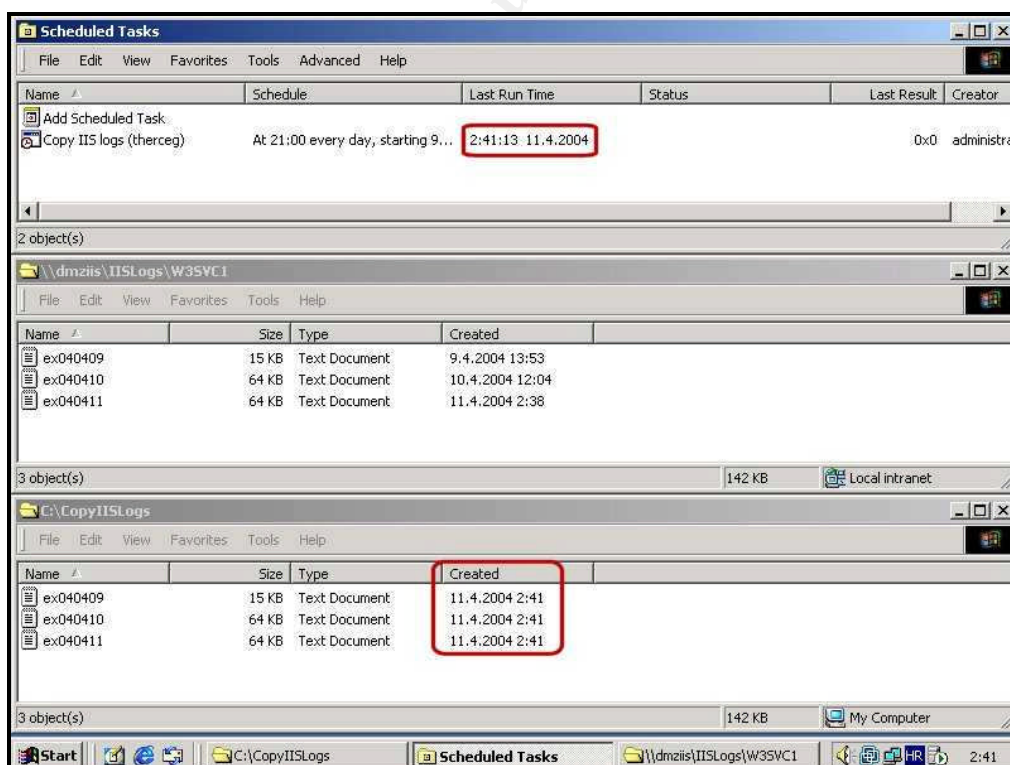 Scheduled Tasks
File Edit View Favorites Tools Advanced Help
Name Schedule Last Run Time Status Last Result Creator
Add Scheduled Task
Copy IIS logs (therceg) At 21:00 every day, starting 9... 2:41:13 11.4.2004 0x0 administra
2 object(s)
\\dmziis\IISLogs\W3SVC1
File Edit View Favorites Tools Help
Name Size Type Created
ex040409 15 KB Text Document 9.4.2004 13:53
ex040410 64 KB Text Document 10.4.2004 12:04
ex040411 64 KB Text Document 11.4.2004 2:38
3 object(s) 142 KB Local intranet
C:\CopyIISLogs
File Edit View Favorites Tools Help
Name Size Type Created
ex040409 15 KB Text Document 11.4.2004 2:41
ex040410 64 KB Text Document 11.4.2004 2:41
ex040411 64 KB Text Document 11.4.2004 2:41
3 object(s) 142 KB My Computer
Start C:\CopyIISLogs Scheduled Tasks \\dmziis\IISLogs\W3SVC1 HR 2:41